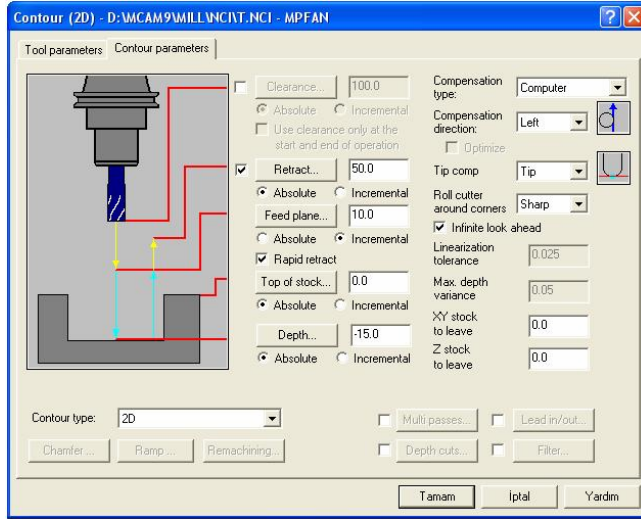 Contour (2D) - D:\MCAM9\MILL\NCI\T.NCI - MPFAN
Tool parameters Contour parameters
Clearance... 100.0
Absolute Incremental
Use clearance only at the
start and end of operation
Retract... 50.0
Absolute Incremental
Feed plane... 10.0
Absolute Incremental
Rapid retract
Top of stock... 0.0
Absolute Incremental
Depth... -15.0
Absolute Incremental
Compensation
type: Computer
Compensation
direction: Left
Optimize
Tip comp Tip
Roll cutter
around corners Sharp
Infinite look ahead
Linearization
tolerance 0.025
Max. depth
variance 0.05
XY stock
to leave 0.0
Z stock
to leave 0.0
Contour type: 2D
Chamfer ... Ramp ... Remachining...
Multi passes... Lead in/out...
Depth cuts... Filter...
Tamam İptal Yardım